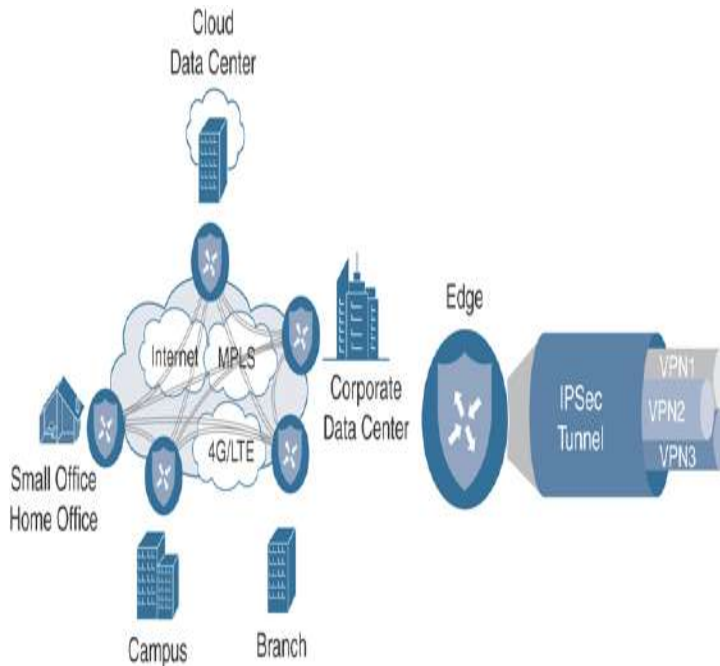 Cloud
Data Center
Internet
MPLS
4G/LTE
Corporate
Data Center
Small Office
Home Office
Campus
Branch
Edge
IPSec
Tunnel
VPN1
VPN2
VPN3